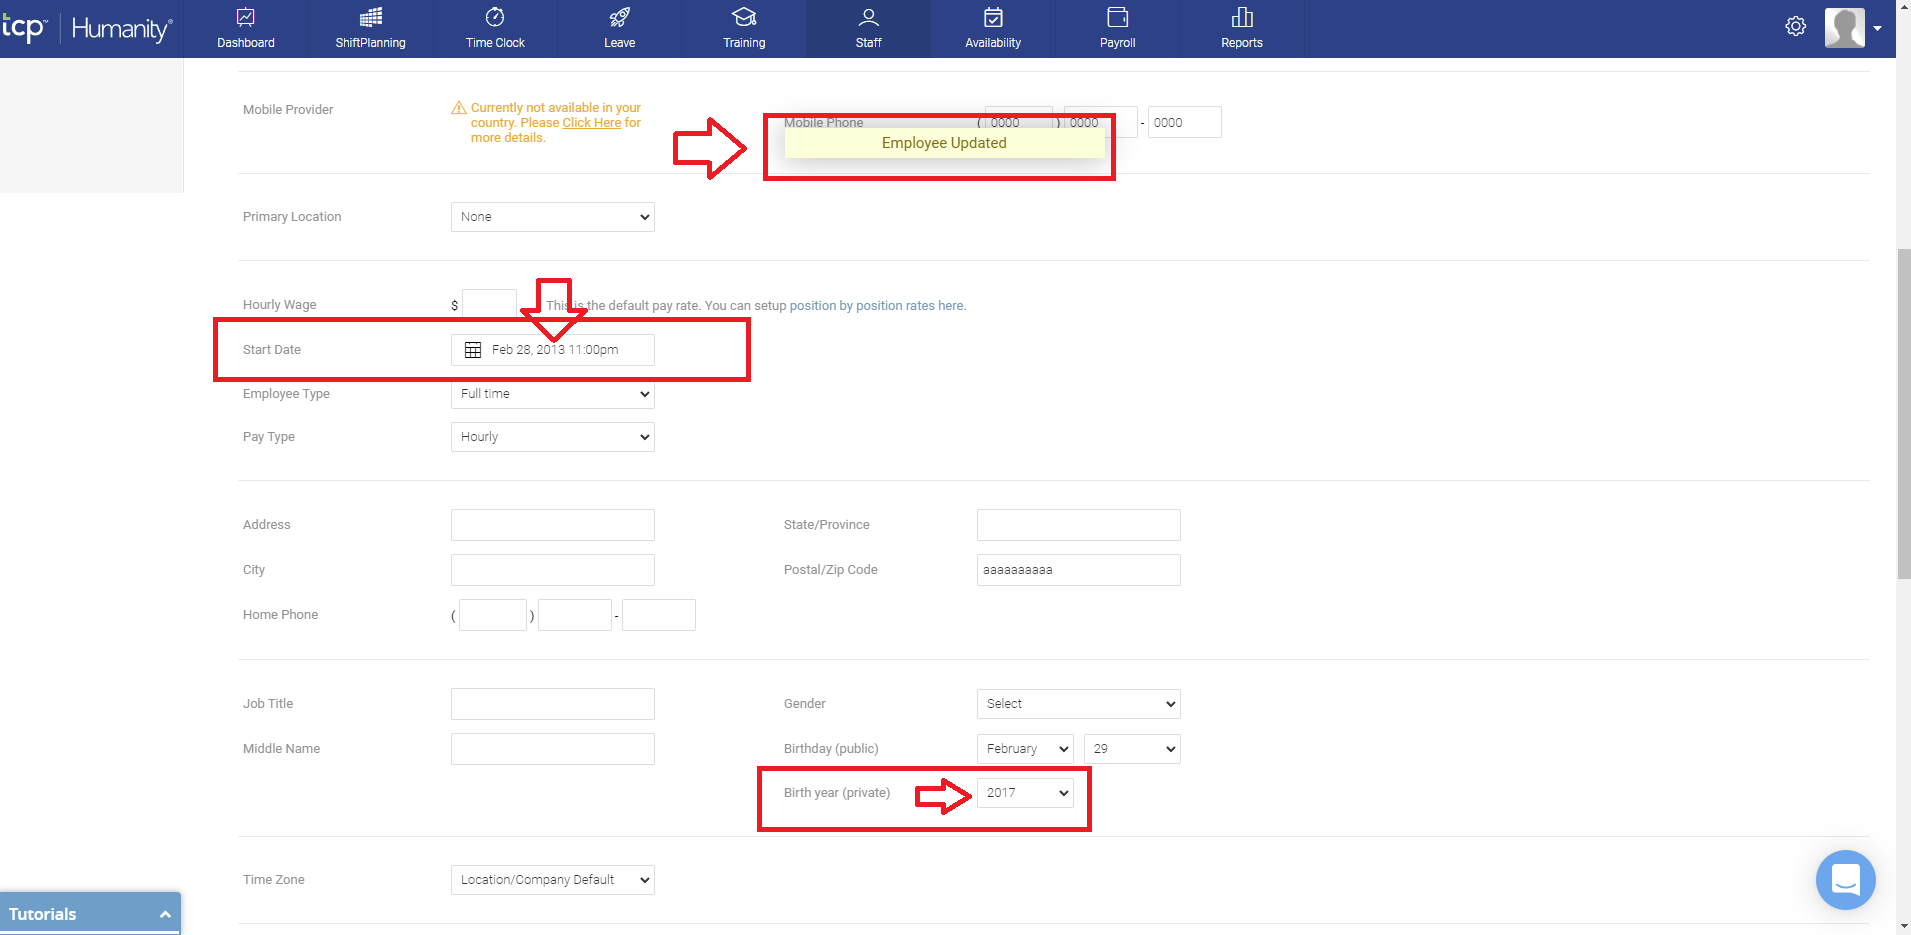 tcp™ Humanity®
Dashboard
ShiftPlanning
Time Clock
Leave
Training
Staff
Availability
Payroll
Reports
Mobile Provider
Currently not available in your
country. Please Click Here for
more details.
Mobile Phone
( 0000 ) 0000 - 0000
Employee Updated
Primary Location
None
Hourly Wage
$
This is the default pay rate. You can setup position by position rates here.
Start Date
Feb 28, 2013 11:00pm
Employee Type
Full time
Pay Type
Hourly
Address
State/Province
City
Postal/Zip Code
aaaaaaaaaa
Home Phone
( ) -
Job Title
Gender
Select
Middle Name
Birthday (public)
February
29
Birth year (private)
2017
Time Zone
Location/Company Default
Tutorials